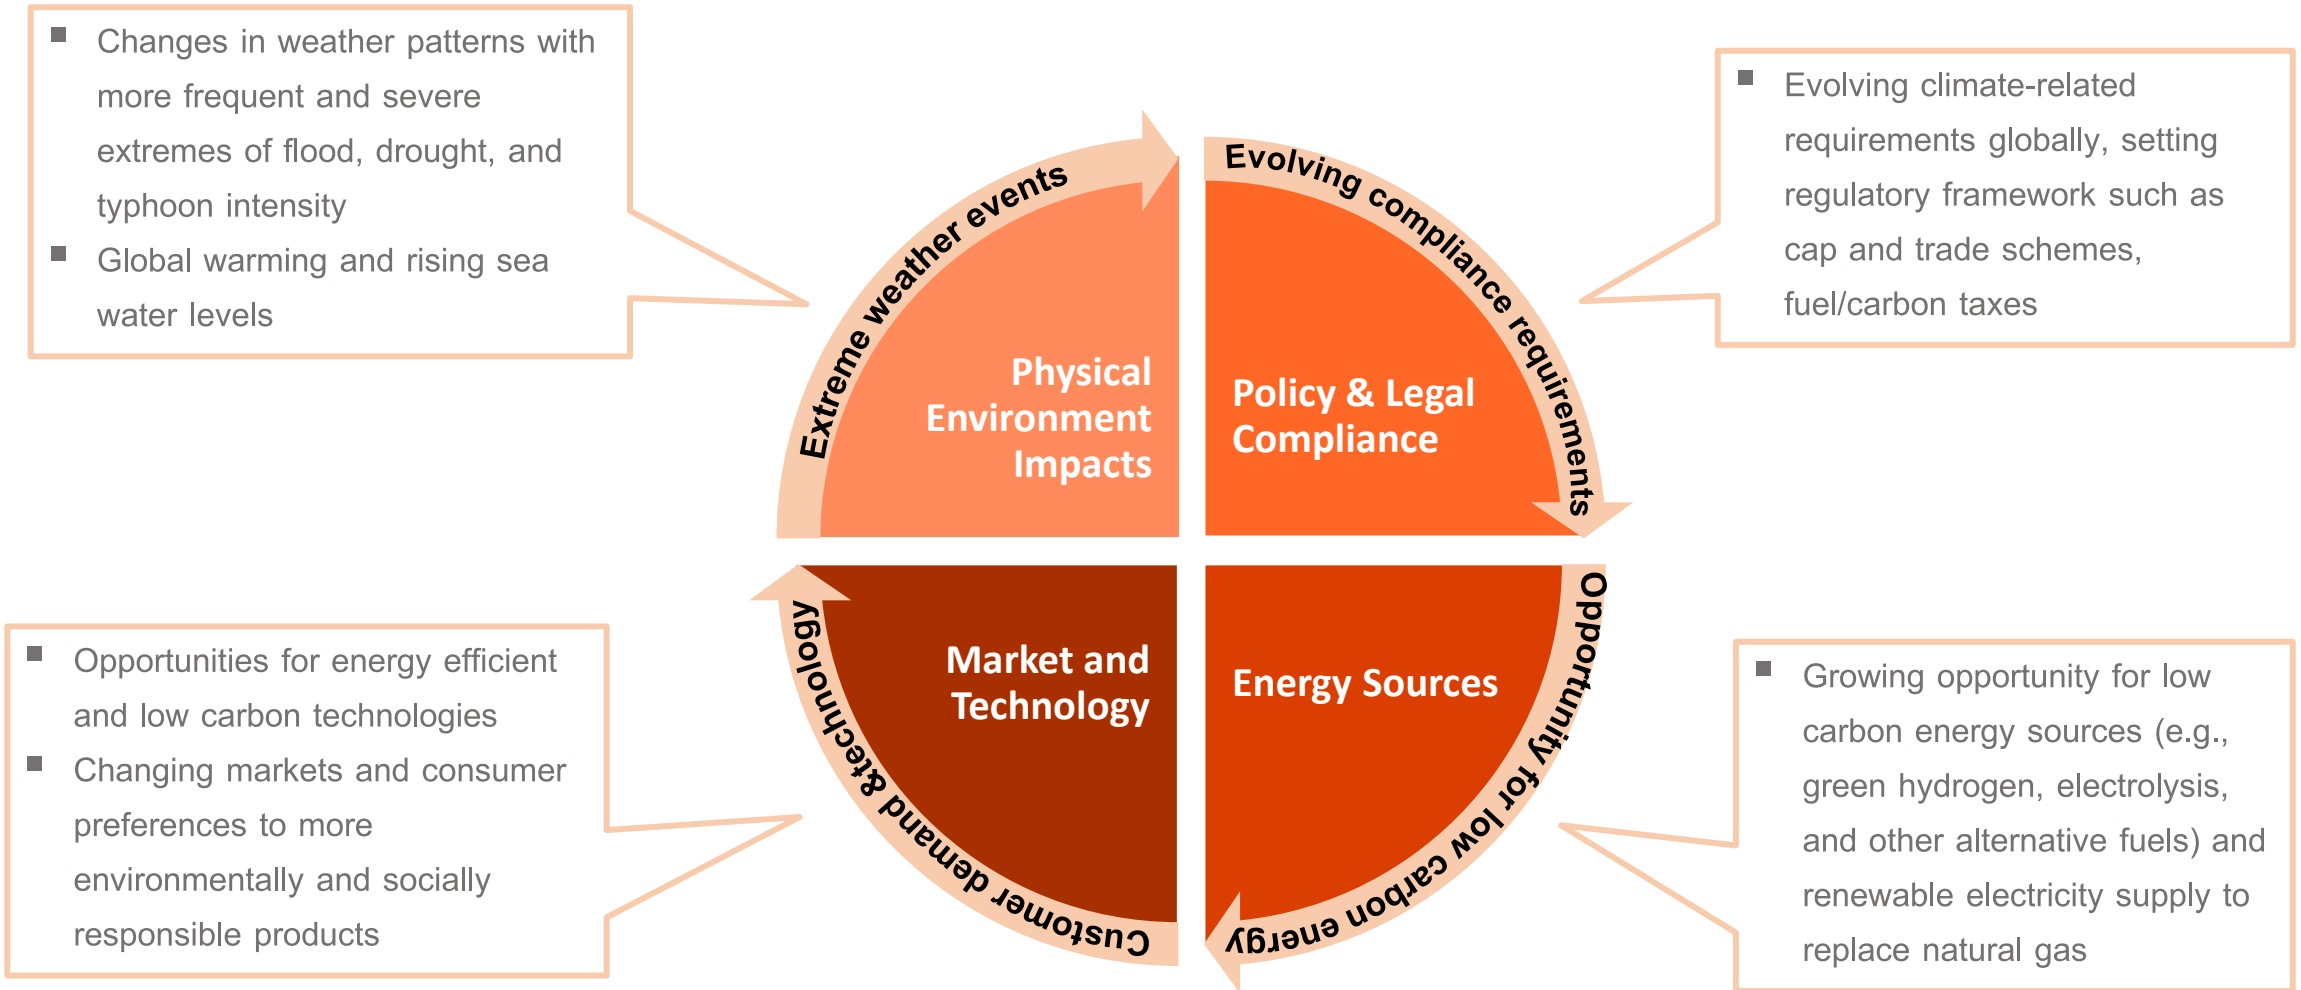 ▪ Changes in weather patterns with
more frequent and severe
extremes of flood, drought, and
typhoon intensity
▪ Global warming and rising sea
water levels
▪ Evolving climate-related
requirements globally, setting
regulatory framework such as
cap and trade schemes,
fuel/carbon taxes
Extreme weather events
Evolving compliance requirements
Physical
Environment
Impacts
Policy & Legal
Compliance
Market and
Technology
Energy Sources
Customer demand &technology
Opportunity for low carbon energy
▪ Opportunities for energy efficient
and low carbon technologies
▪ Changing markets and consumer
preferences to more
environmentally and socially
responsible products
▪ Growing opportunity for low
carbon energy sources (e.g.,
green hydrogen, electrolysis,
and other alternative fuels) and
renewable electricity supply to
replace natural gas